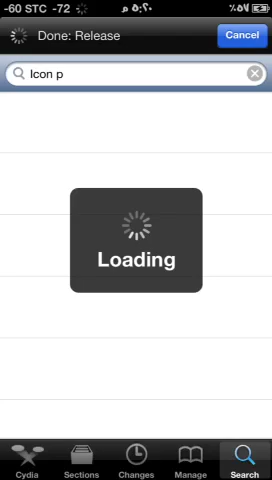 -60 STC -72 ٥:٢٠ م ٪٥٧
Done: Release
Cancel
Icon p
Loading
Cydia Sections Changes Manage Search